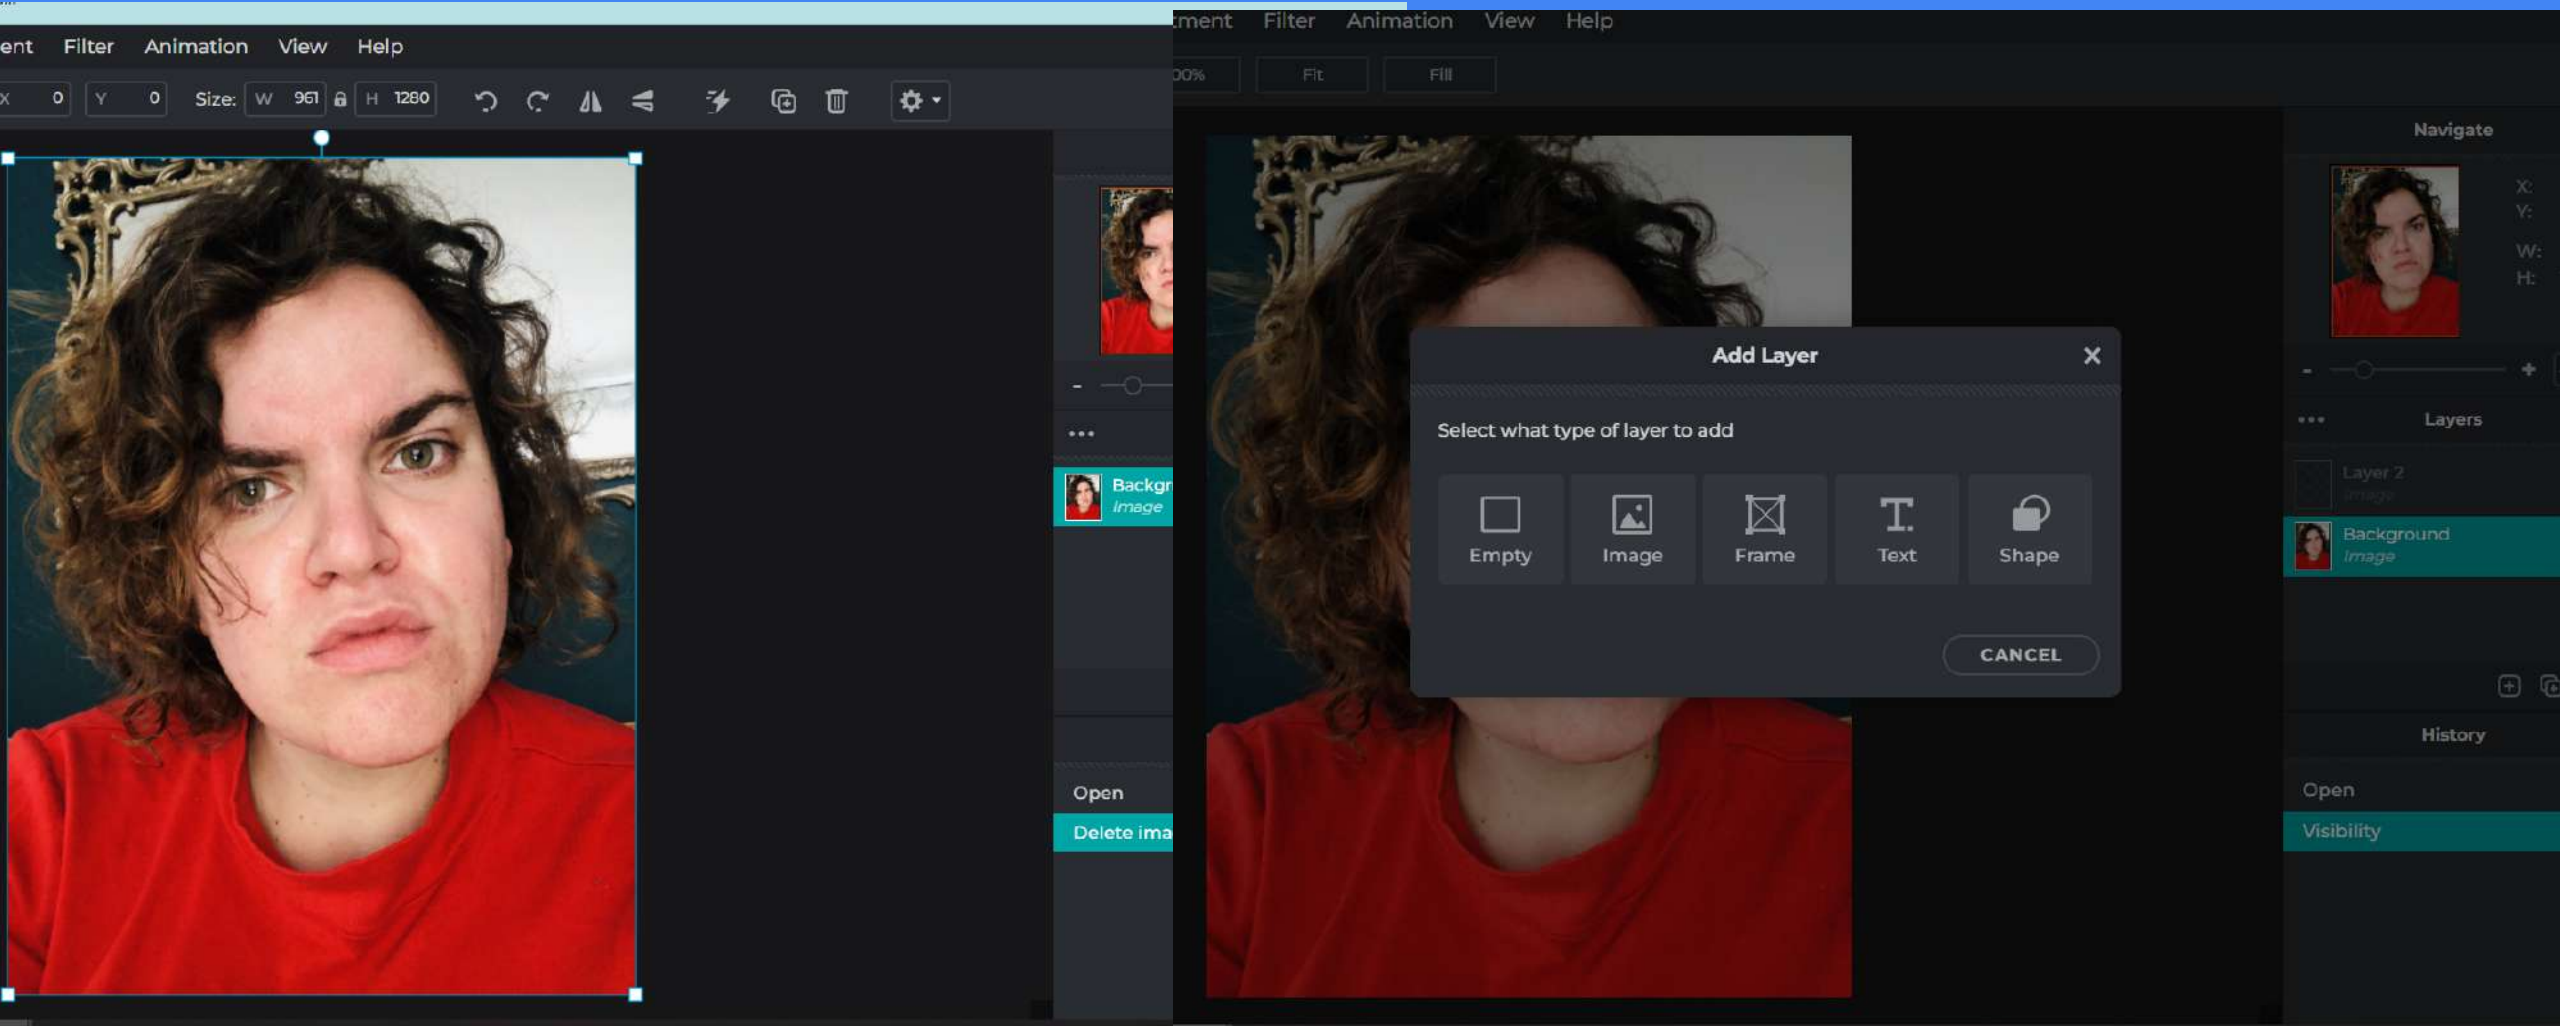 ent Filter Animation View Help
X 0 Y 0 Size: W 961 H 1280
Backgr
Image
Open
Delete ima
tment Filter Animation View Help
00% Fit Fill
Navigate
X:
Y:
W:
H:
- +
Layers
Layer 2
Image
Background
Image
Add Layer
Select what type of layer to add
Empty Image Frame Text Shape
CANCEL
History
Open
Visibility